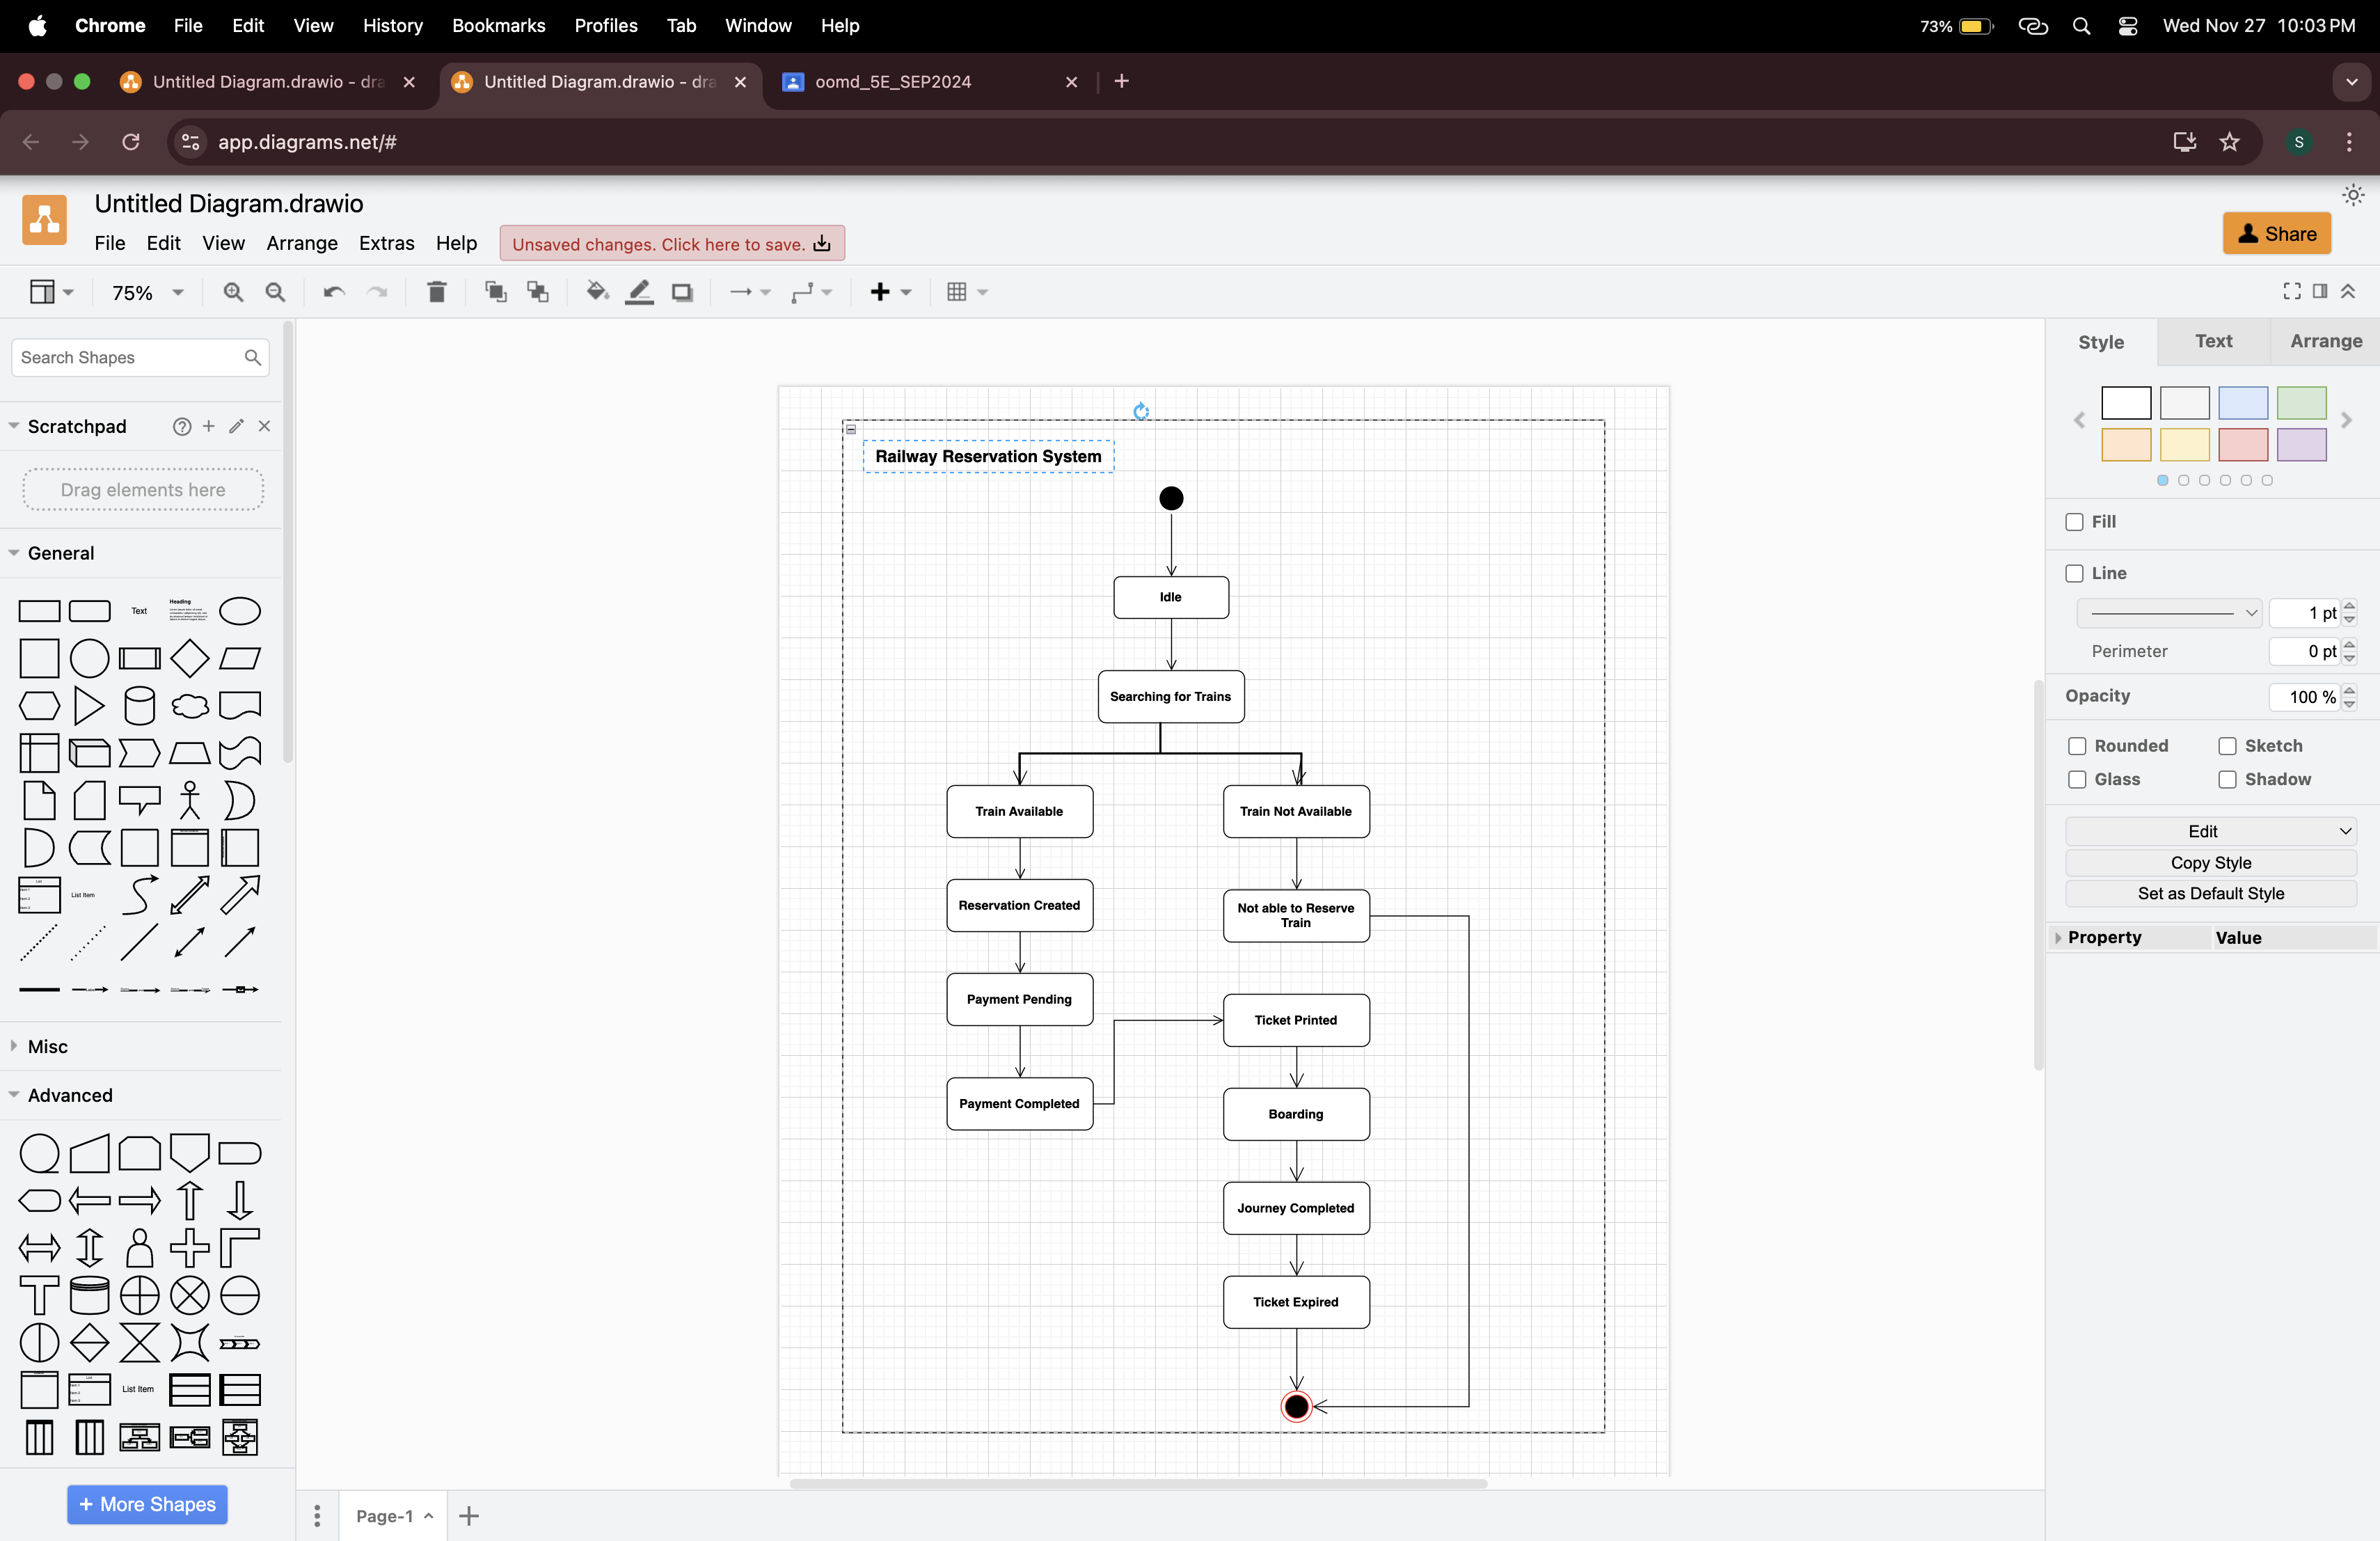 Chrome File Edit View History Bookmarks Profiles Tab Window Help 73% Wed Nov 27 10:03 PM
Untitled Diagram.drawio - dra Untitled Diagram.drawio - dra oomd_5E_SEP2024
app.diagrams.net/# S
Untitled Diagram.drawio
File Edit View Arrange Extras Help Unsaved changes. Click here to save. Share
75%
Search Shapes
Scratchpad
Drag elements here
General
Text Heading
List Item
Misc
Advanced
List Item
+ More Shapes
Railway Reservation System
Idle
Searching for Trains
Train Available Train Not Available
Reservation Created
Not able to Reserve
Train
Payment Pending
Ticket Printed
Payment Completed
Boarding
Journey Completed
Ticket Expired
Page-1
Style Text Arrange
Fill
Line
1 pt
Perimeter 0 pt
Opacity 100 %
Rounded Sketch
Glass Shadow
Edit
Copy Style
Set as Default Style
Property Value